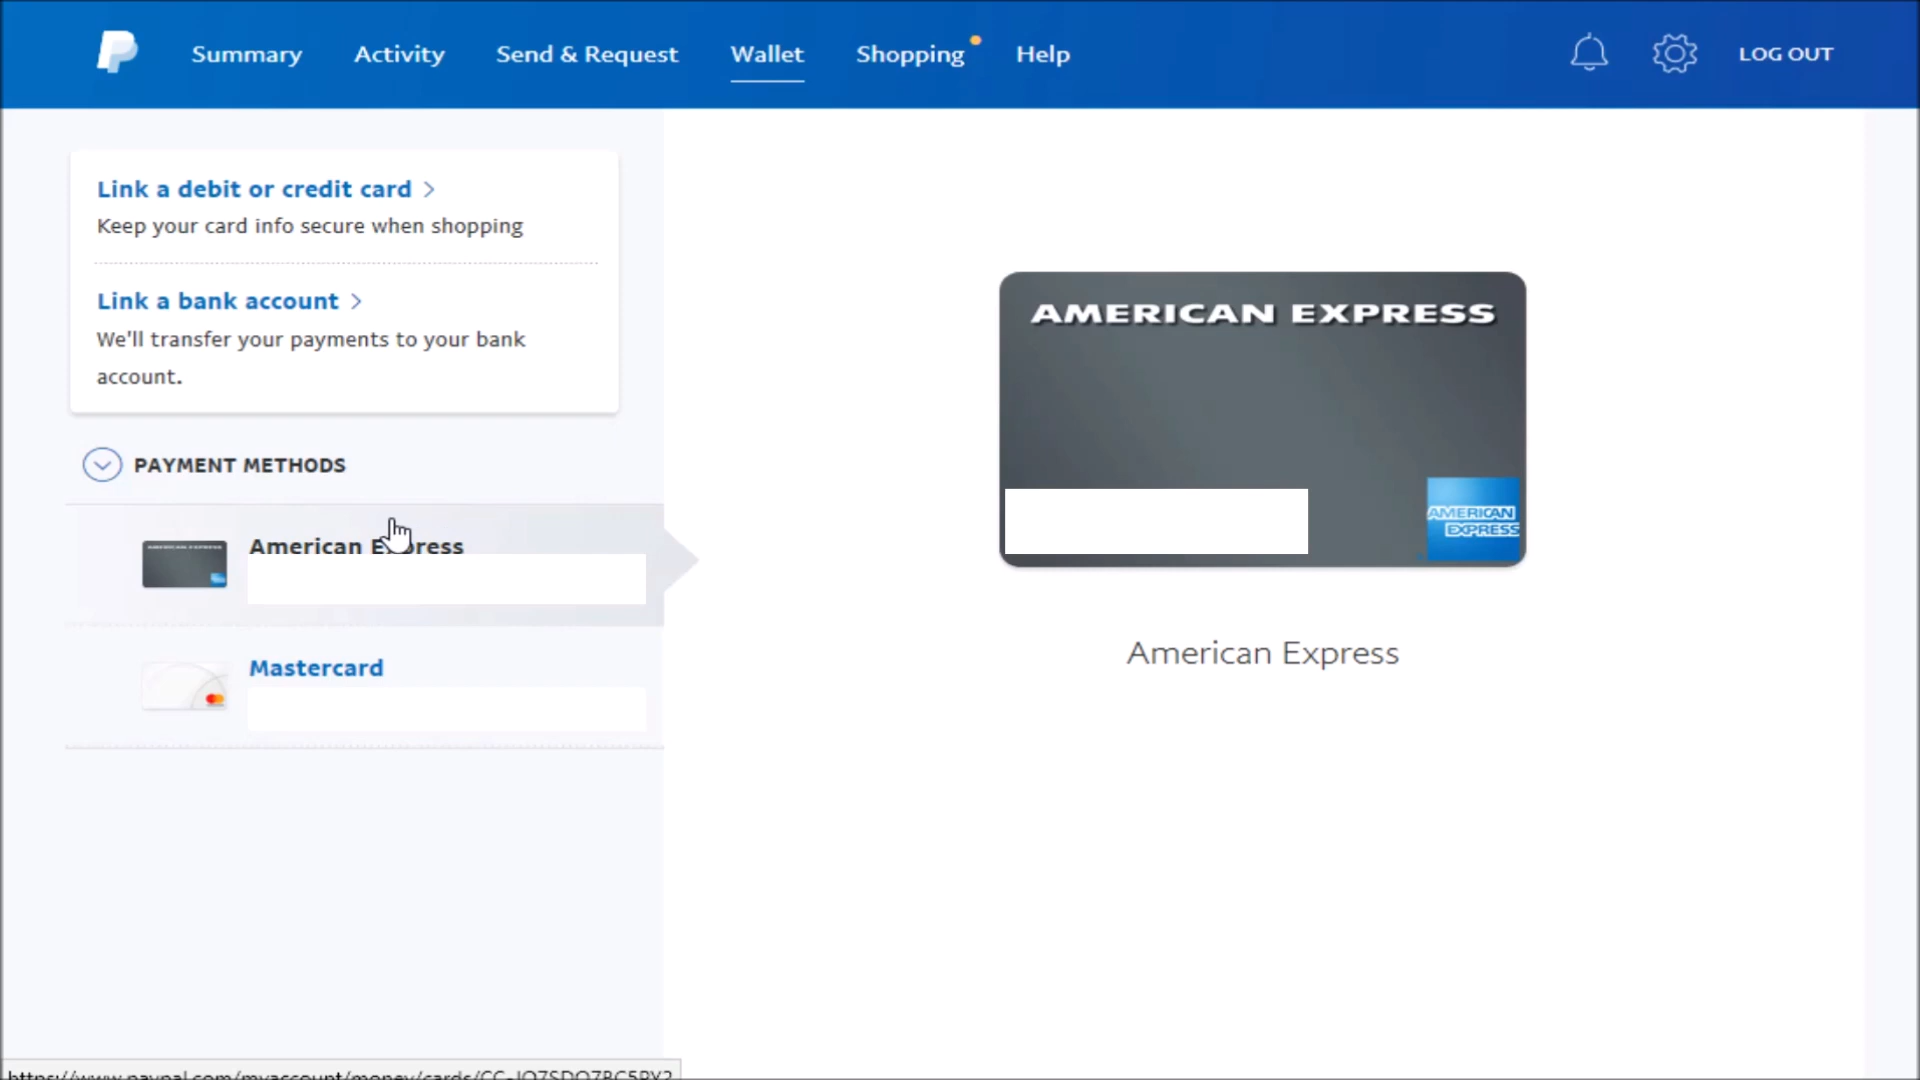 Summary Activity Send & Request Wallet Shopping Help LOG OUT
Link a debit or credit card
Keep your card info secure when shopping
Link a bank account
We'll transfer your payments to your bank
account.
PAYMENT METHODS
American Express
Mastercard
AMERICAN EXPRESS
AMERICAN
EXPRESS
American Express